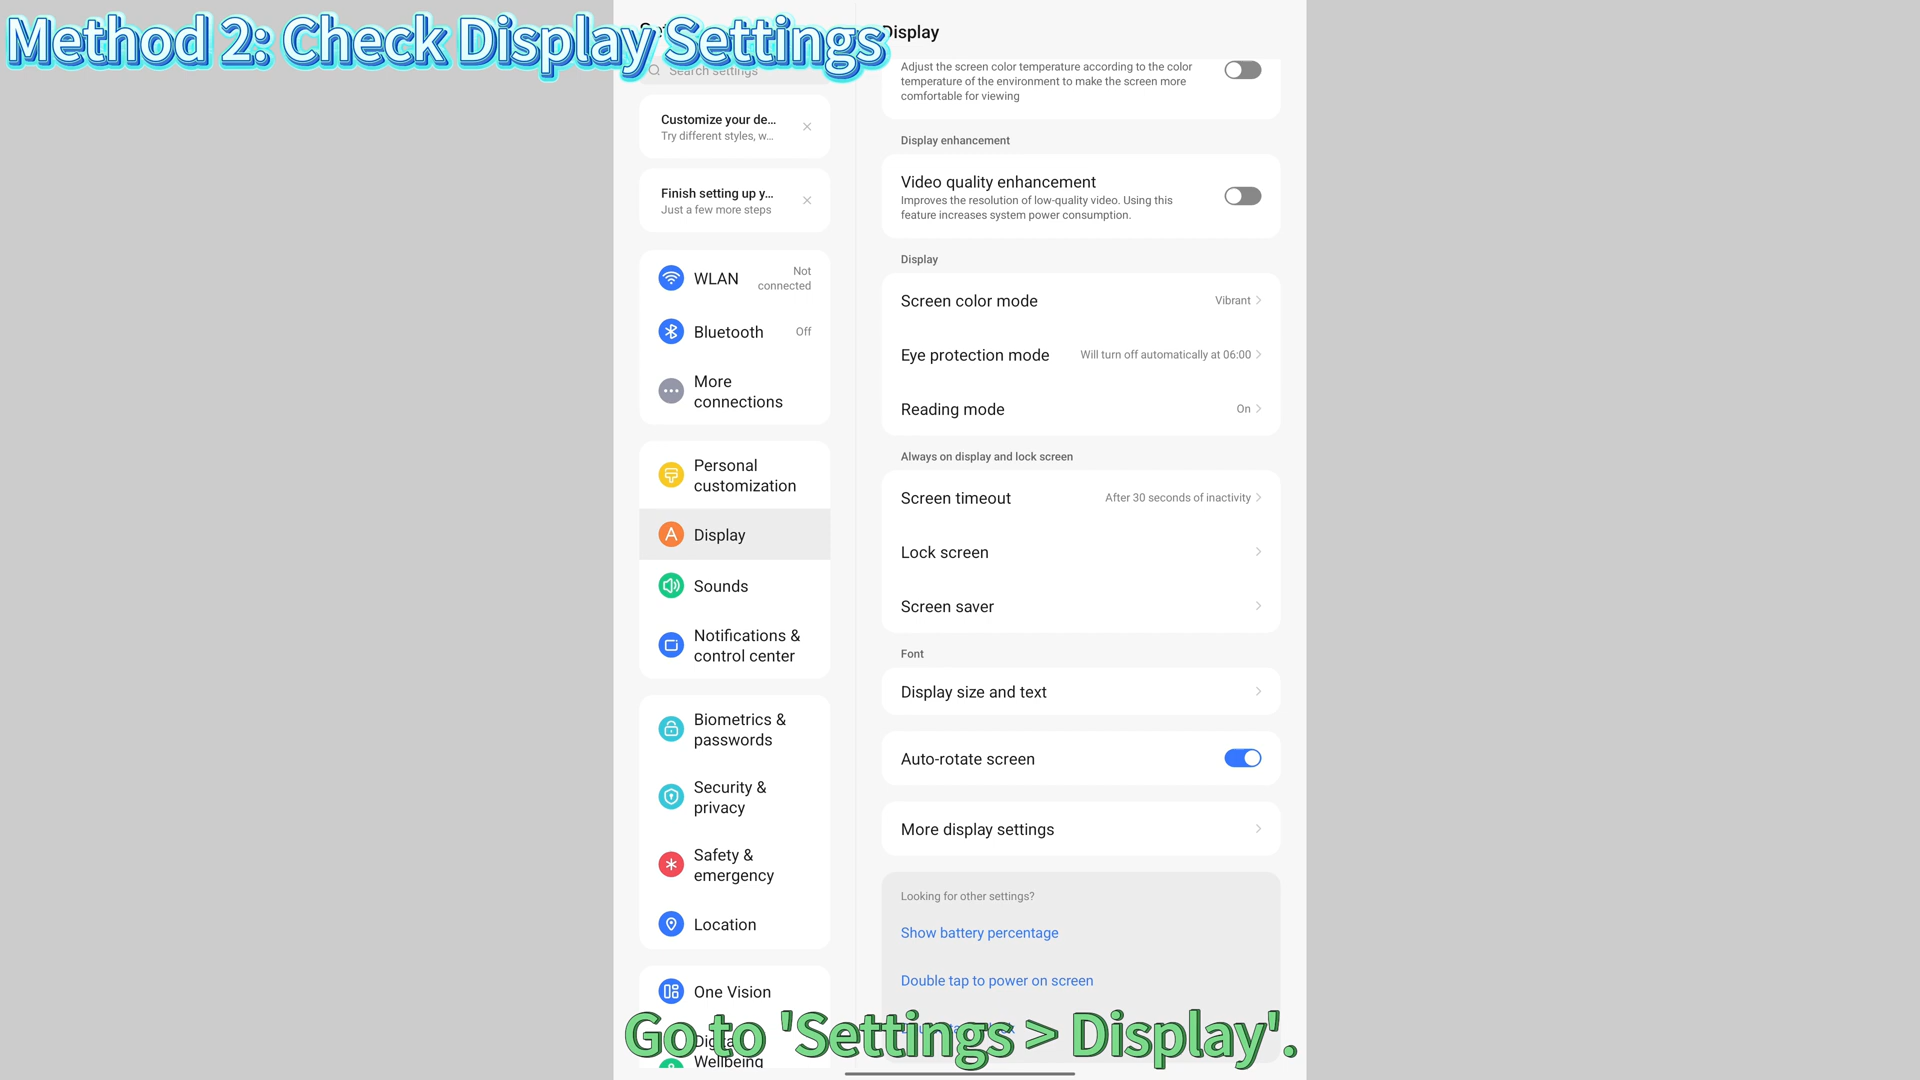 Method 2: Check Display Settings
Display
Search settings
Customize your de...
Try different styles, w...
Finish setting up y...
Just a few more steps
WLAN
Not connected
Bluetooth
Off
More
connections
Personal
customization
Display
Sounds
Notifications &
control center
Biometrics &
passwords
Security &
privacy
Safety &
emergency
Location
One Vision
Digital
Wellbeing
Adjust the screen color temperature according to the color
temperature of the environment to make the screen more
comfortable for viewing
Display enhancement
Video quality enhancement
Improves the resolution of low-quality video. Using this
feature increases system power consumption.
Display
Screen color mode
Vibrant
Eye protection mode
Will turn off automatically at 06:00
Reading mode
On
Always on display and lock screen
Screen timeout
After 30 seconds of inactivity
Lock screen
Screen saver
Font
Display size and text
Auto-rotate screen
More display settings
Looking for other settings?
Show battery percentage
Double tap to power on screen
Go to 'Settings > Display'.